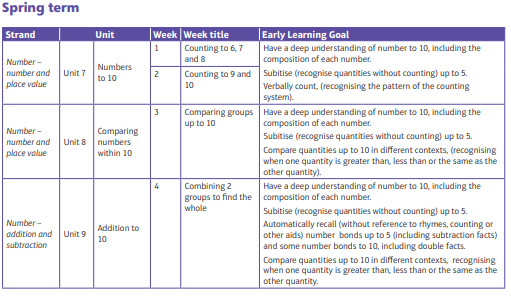 Spring term
Strand Unit Week Week title Early Learning Goal
Number –
number and
place value
Unit 7
Numbers
to 10
1
Counting to 6, 7
and 8
2
Counting to 9 and
10
Have a deep understanding of number to 10, including the
composition of each number.
Subitise (recognise quantities without counting) up to 5.
Verbally count, (recognising the pattern of the counting
system).
Number –
number and
place value
Unit 8
Comparing
numbers
within 10
3
Comparing groups
up to 10
Have a deep understanding of number to 10, including the
composition of each number.
Subitise (recognise quantities without counting) up to 5.
Compare quantities up to 10 in different contexts, (recognising
when one quantity is greater than, less than or the same as the
other quantity).
Number –
addition and
subtraction
Unit 9
Addition to
10
4
Combining 2
groups to find the
whole
Have a deep understanding of number to 10, including the
composition of each number.
Subitise (recognise quantities without counting) up to 5.
Automatically recall (without reference to rhymes, counting or
other aids) number bonds up to 5 (including subtraction facts)
and some number bonds to 10, including double facts.
Compare quantities up to 10 in different contexts, recognising
when one quantity is greater than, less than or the same as the
other quantity.